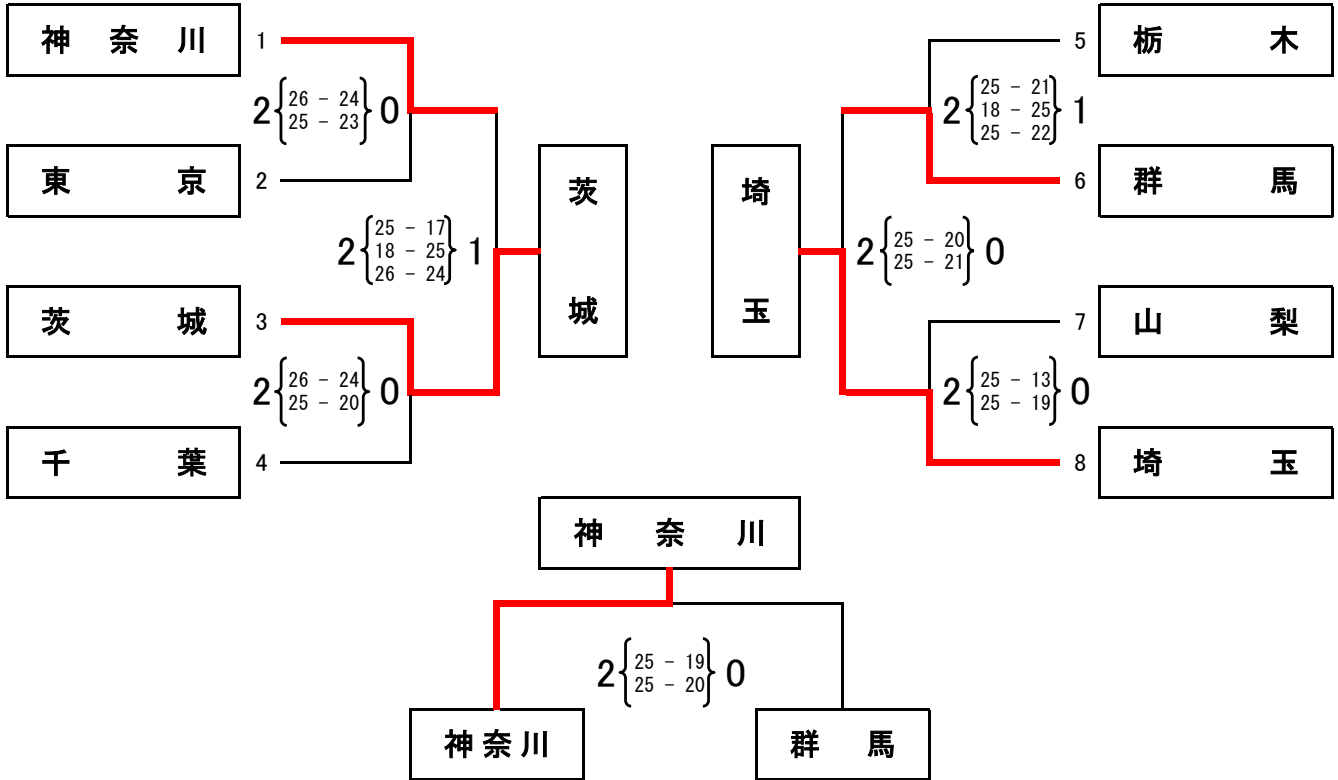 神奈川 1
5 栃木
2 26 - 24 0
25 - 23
2 25 - 21 1
18 - 25
25 - 22
東京 2
6 群馬
茨城
埼玉
2 25 - 17 1
18 - 25
26 - 24
2 25 - 20 0
25 - 21
茨城 3
7 山梨
2 26 - 24 0
25 - 20
2 25 - 13 0
25 - 19
千葉 4
8 埼玉
神奈川
2 25 - 19 0
25 - 20
神奈川
群馬